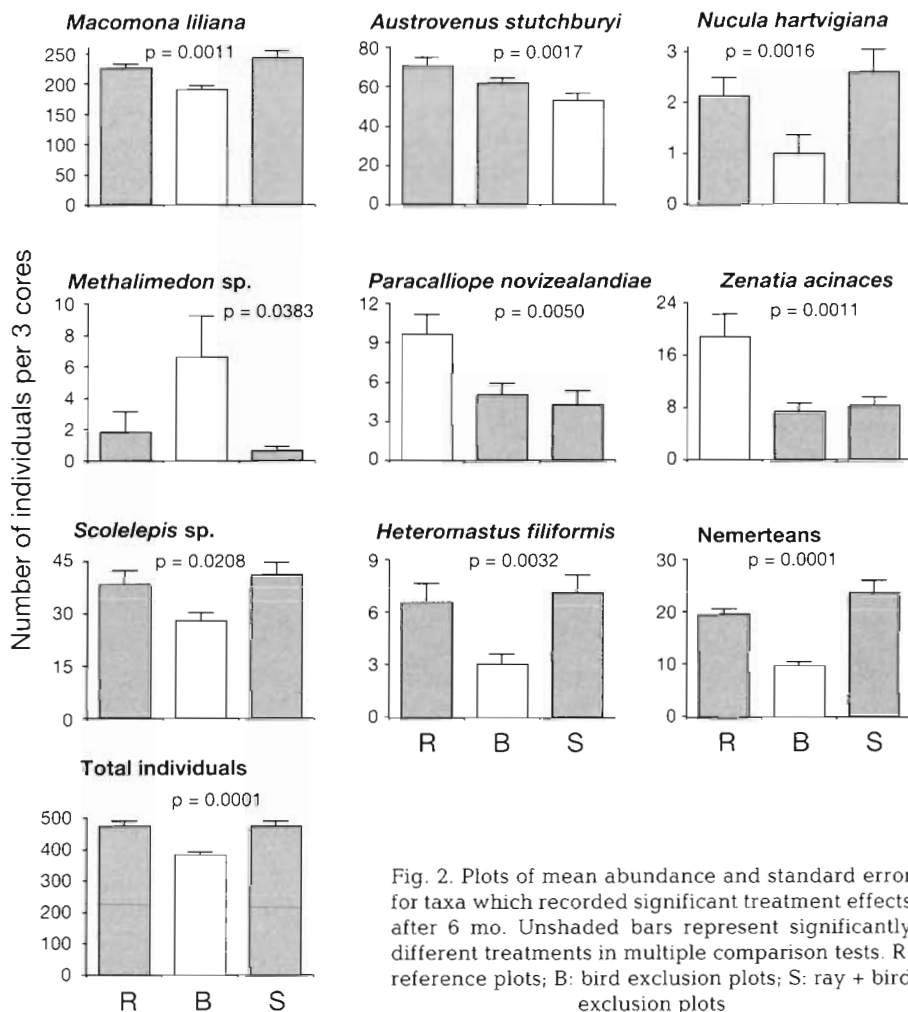 Macomona liliana
Austrovenus stutchburyi
Nucula hartvigiana
250
200
150
100
50
0
p = 0.0011
80
60
40
20
0
p = 0.0017
3
2
1
0
p = 0.0016
Number of individuals per 3 cores
Methalimedon sp.
Paracalliope novizealandiae
Zenatia acinaces
10
8
6
4
2
0
p = 0.0383
12
9
6
3
0
p = 0.0050
24
16
8
0
p = 0.0011
Scolelepis sp.
Heteromastus filiformis
Nemerteans
45
30
15
0
p = 0.0208
9
6
3
0
p = 0.0032
R B S
30
20
10
0
p = 0.0001
R B S
Total individuals
500
400
300
200
100
0
p = 0.0001
R B S
Fig. 2. Plots of mean abundance and standard error
for taxa which recorded significant treatment effects
after 6 mo. Unshaded bars represent significantly
different treatments in multiple comparison tests. R
reference plots; B: bird exclusion plots; S: ray + bird
exclusion plots